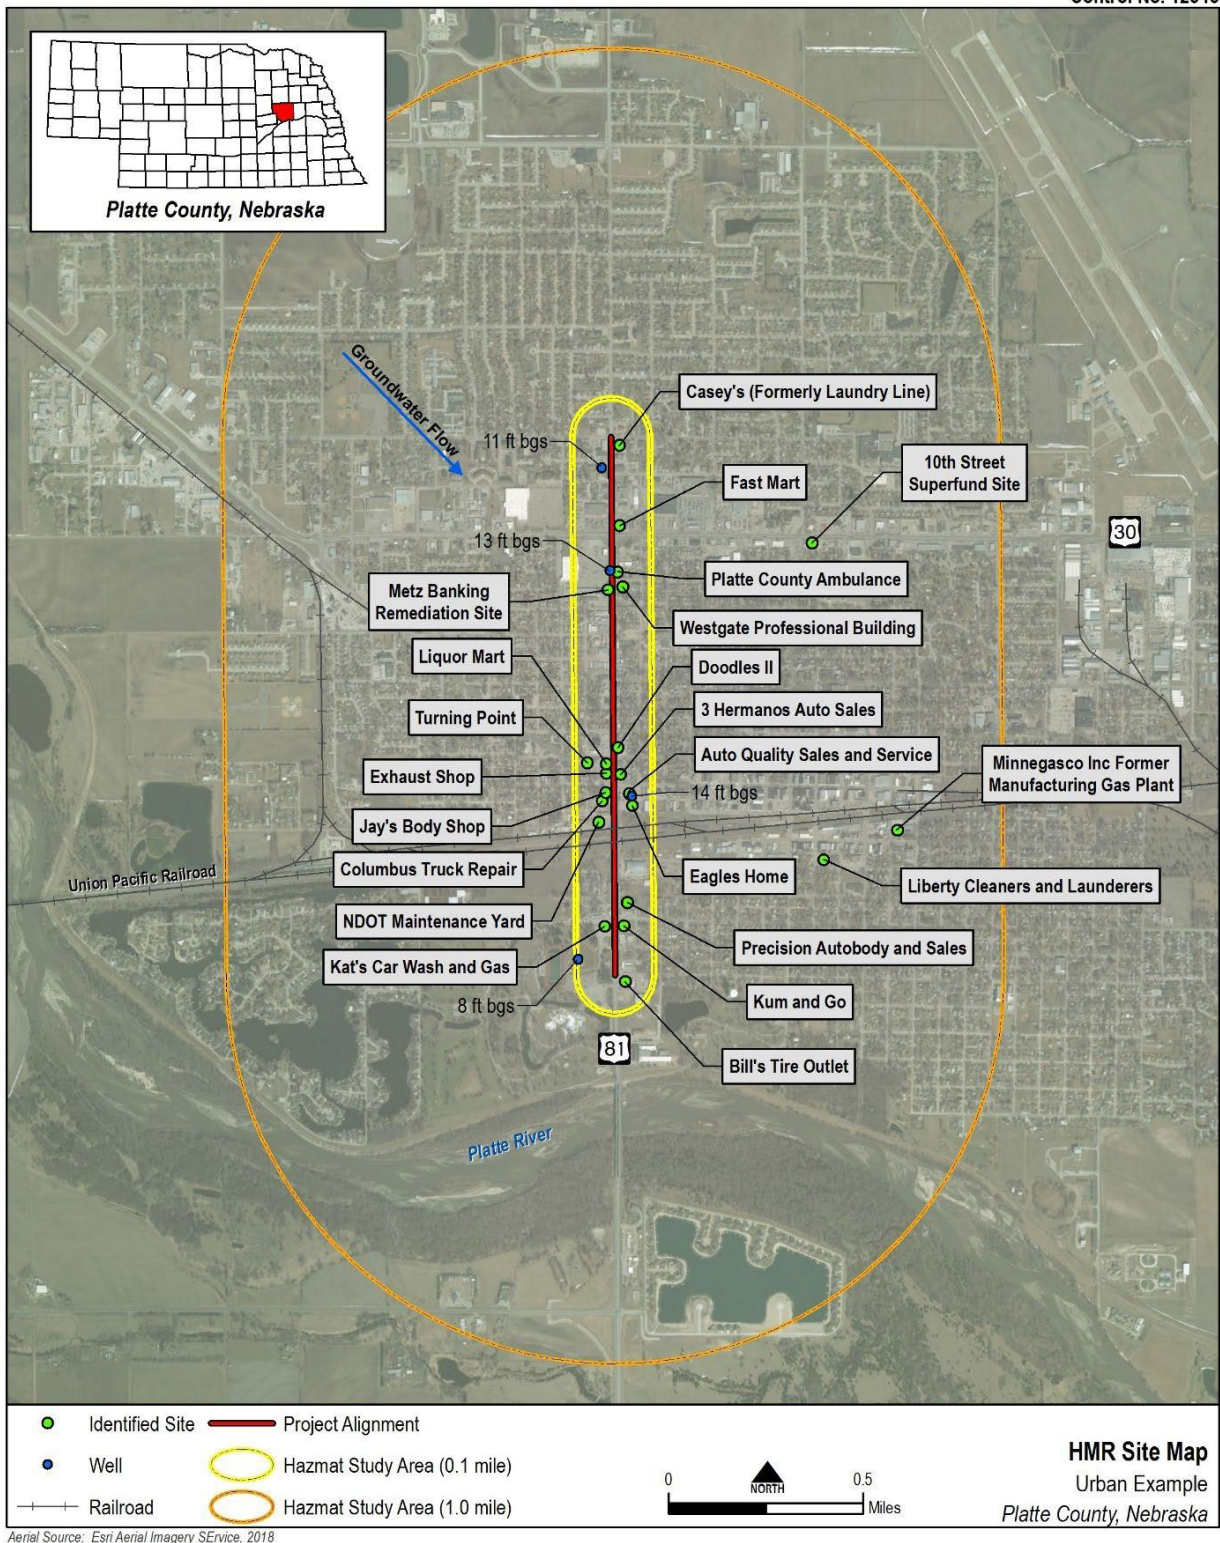 Platte County, Nebraska
Groundwater Flow
Casey's (Formerly Laundry Line)
11 ft bgs
10th Street
Superfund Site
Fast Mart
30
13 ft bgs
Platte County Ambulance
Metz Banking
Remediation Site
Westgate Professional Building
Liquor Mart
Doodles II
Turning Point
3 Hermanos Auto Sales
Auto Quality Sales and Service
Exhaust Shop
Minnegasco Inc Former
Manufacturing Gas Plant
14 ft bgs
Jay's Body Shop
Columbus Truck Repair
Union Pacific Railroad
Eagles Home
Liberty Cleaners and Launderers
NDOT Maintenance Yard
Precision Autobody and Sales
Kat's Car Wash and Gas
Kum and Go
8 ft bgs
81
Bill's Tire Outlet
Platte River
Identified Site
Project Alignment
Well
Hazmat Study Area (0.1 mile)
Railroad
Hazmat Study Area (1.0 mile)
0
NORTH
0.5
Miles
HMR Site Map
Urban Example
Platte County, Nebraska
Aerial Source: Esri Aerial Imagery SErvice, 2018